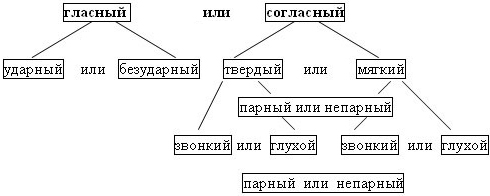 гласный или согласный
ударный или безударный твердый или мягкий
парный или непарный
звонкий или глухой звонкий или глухой
парный или непарный